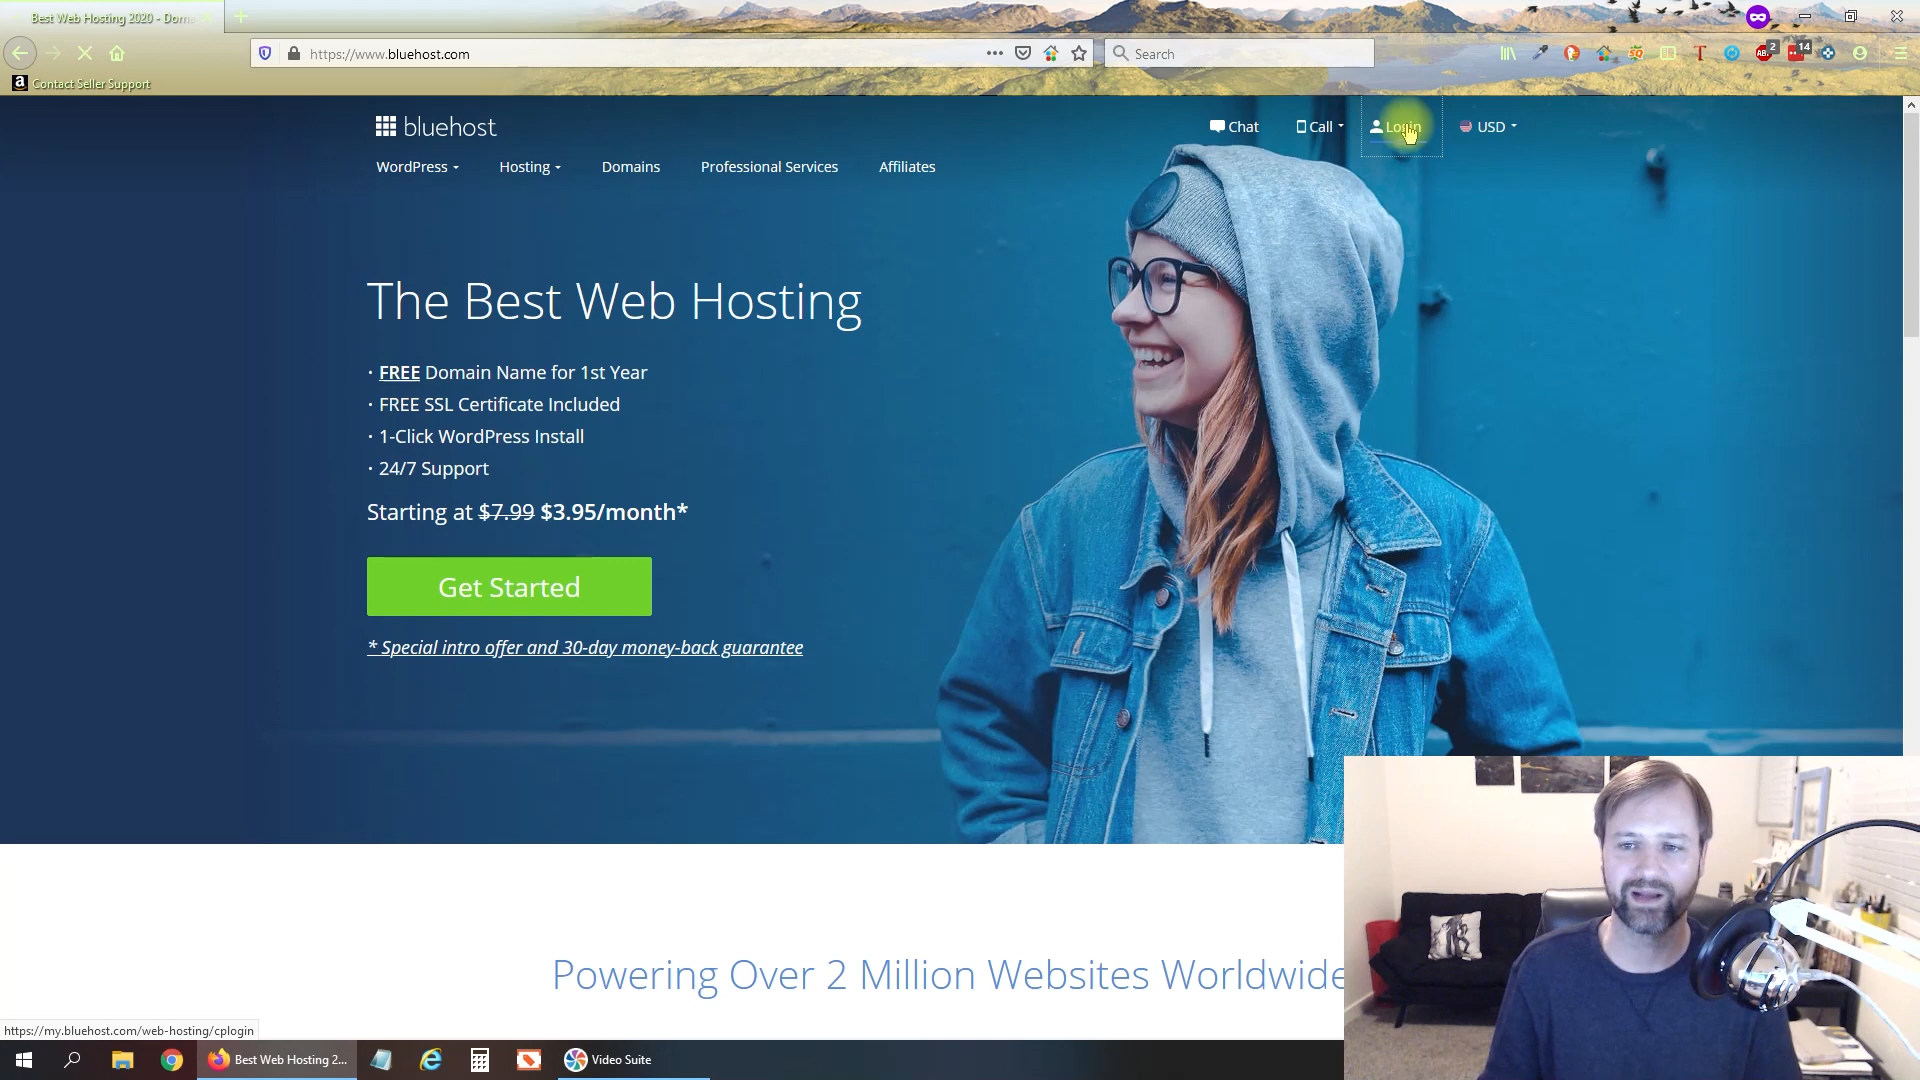 Best Web Hosting 2020 - Dom
https://www.bluehost.com
Search
2
14
Contact Seller Support
bluehost
Chat
Call
Login
USD
WordPress
Hosting
Domains
Professional Services
Affiliates
The Best Web Hosting
· FREE Domain Name for 1st Year
· FREE SSL Certificate Included
· 1-Click WordPress Install
· 24/7 Support
Starting at $7.99 $3.95/month*
Get Started
* Special intro offer and 30-day money-back guarantee
Powering Over 2 Million Websites Worldwide
https://my.bluehost.com/web-hosting/cplogin
Best Web Hosting 2...
Video Suite